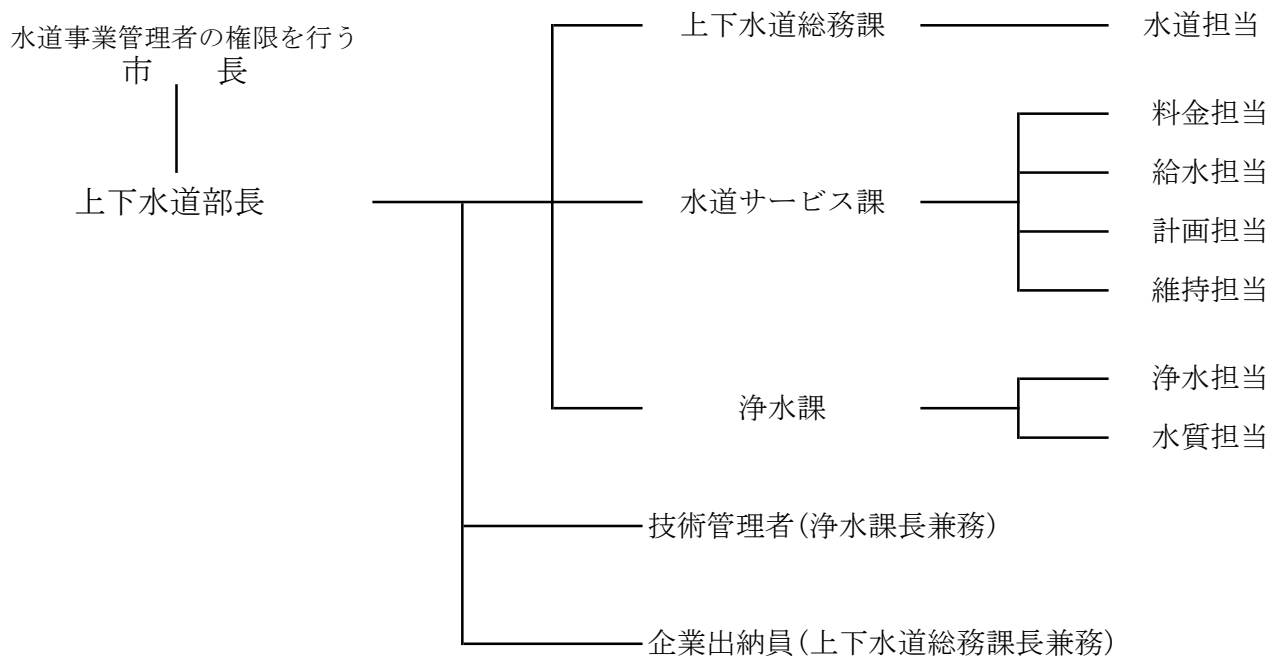 上下水道総務課 水道担当
水道事業管理者の権限を行う
市 長
料金担当
給水担当
上下水道部長 水道サービス課
計画担当
維持担当
浄水担当
浄水課
水質担当
技術管理者(浄水課長兼務)
企業出納員(上下水道総務課長兼務)